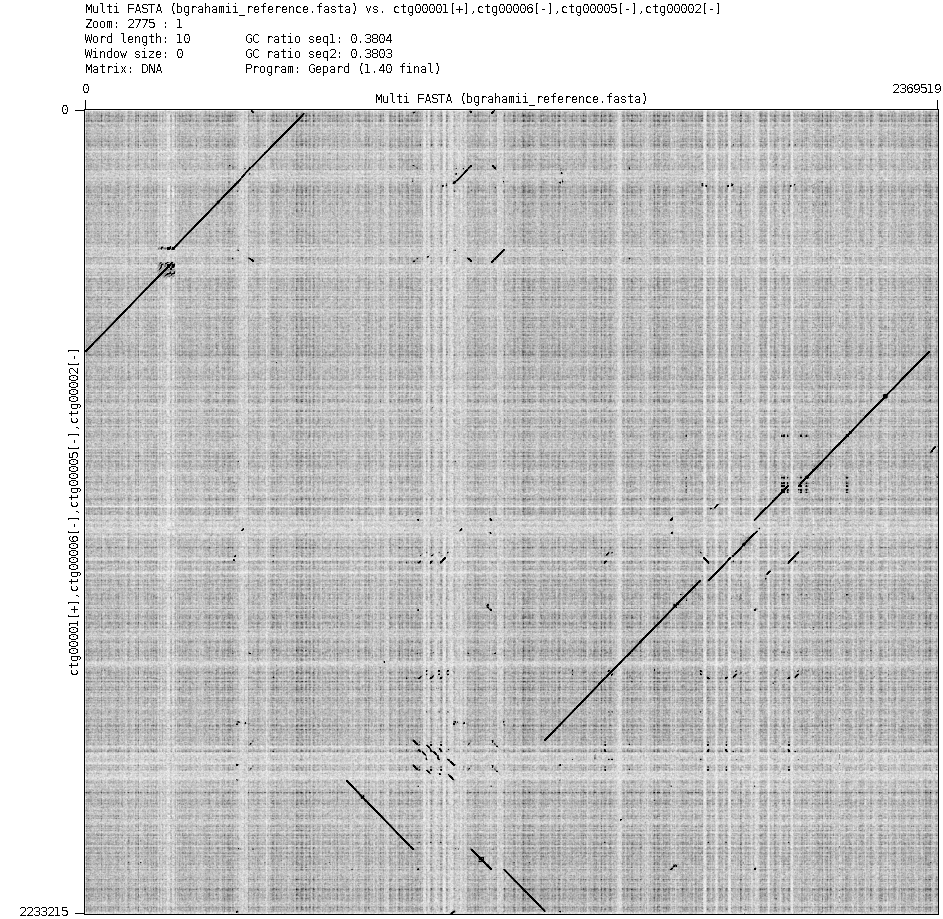 Multi FASTA (bgrahamii_reference.fasta) vs. ctg00001[+],ctg00006[-],ctg00005[-],ctg00002[-]
Zoom: 2775 : 1
Word length: 10 GC ratio seq1: 0.3804
Window size: 0 GC ratio seq2: 0.3803
Matrix: DNA Program: Gepard (1.40 final)
0 2369519
Multi FASTA (bgrahamii_reference.fasta)
0
ctg00001[+],ctg00006[-],ctg00005[-],ctg00002[-]
2233215